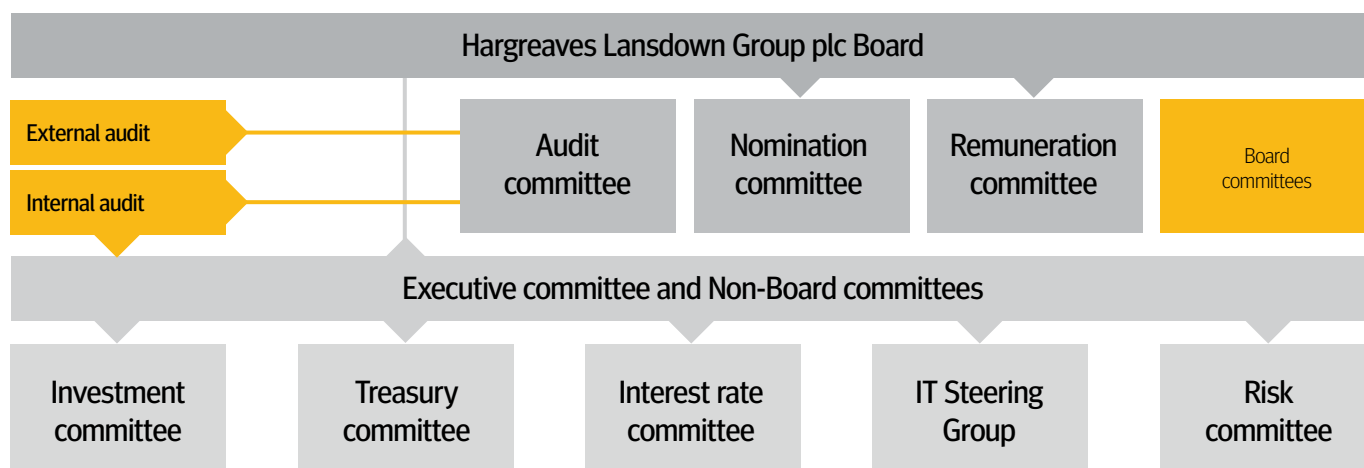 Hargreaves Lansdown Group plc Board
External audit
Internal audit
Audit
committee
Nomination
committee
Remuneration
committee
Board
committees
Executive committee and Non-Board committees
Investment
committee
Treasury
committee
Interest rate
committee
IT Steering
Group
Risk
committee